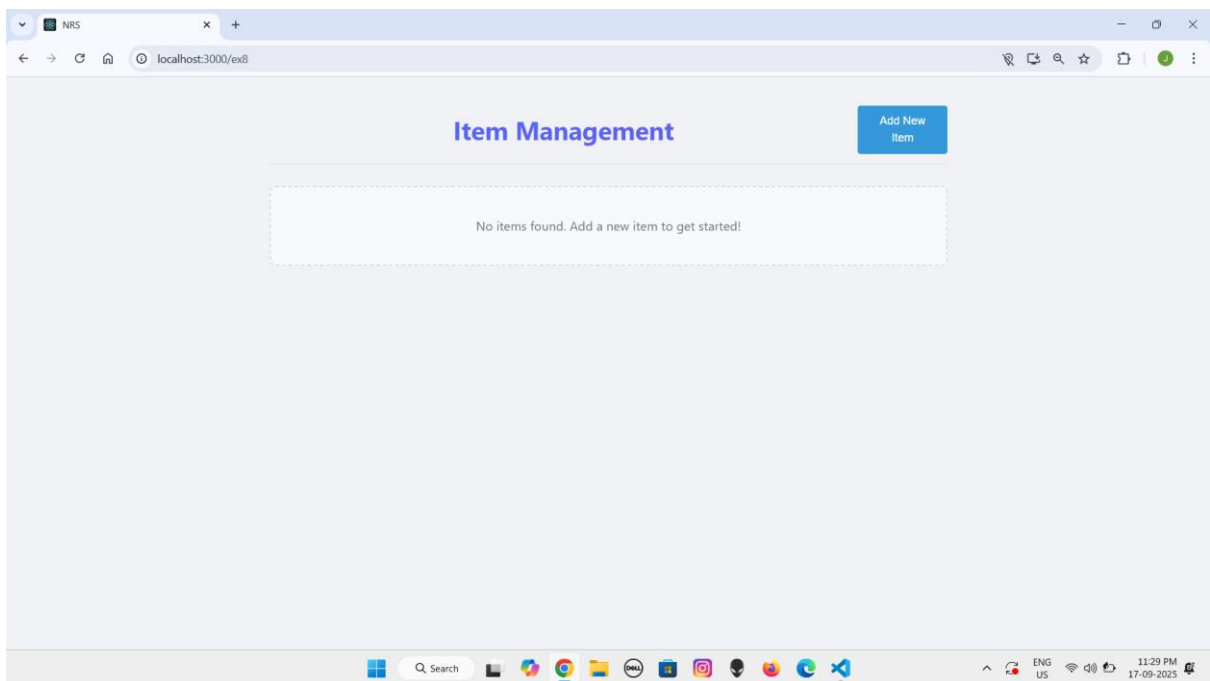 NRS
localhost:3000/ex8
Item Management
Add New
Item
No items found. Add a new item to get started!
Search
DELL
ENG
US
11:29 PM
17-09-2025
J